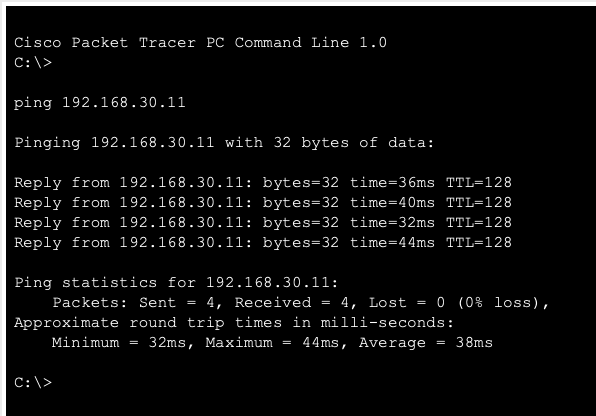 Cisco Packet Tracer PC Command Line 1.0
C:\>
ping 192.168.30.11
Pinging 192.168.30.11 with 32 bytes of data:
Reply from 192.168.30.11: bytes=32 time=36ms TTL=128
Reply from 192.168.30.11: bytes=32 time=40ms TTL=128
Reply from 192.168.30.11: bytes=32 time=32ms TTL=128
Reply from 192.168.30.11: bytes=32 time=44ms TTL=128
Ping statistics for 192.168.30.11:
    Packets: Sent = 4, Received = 4, Lost = 0 (0% loss),
Approximate round trip times in milli-seconds:
    Minimum = 32ms, Maximum = 44ms, Average = 38ms
C:\>